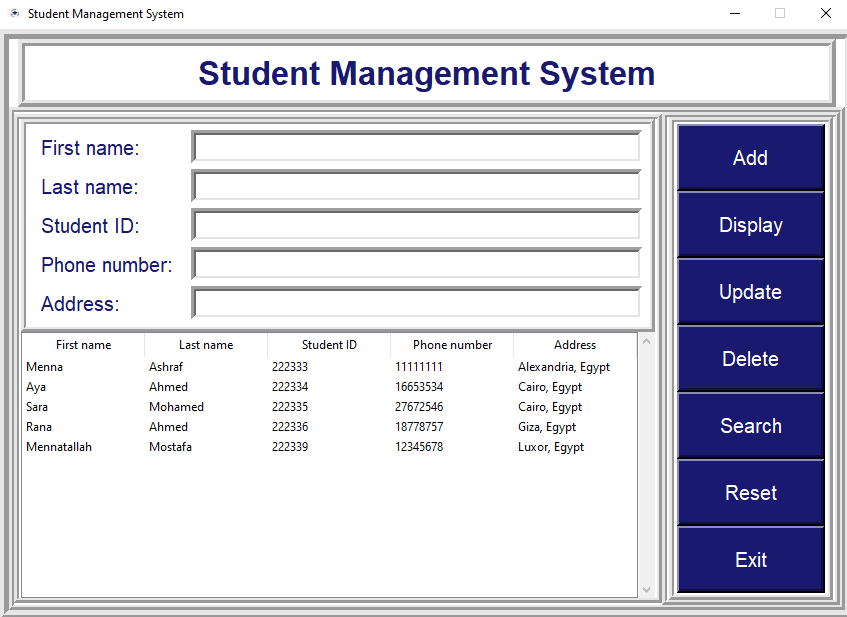 Student Management System
Student Management System
First name:
Last name:
Student ID:
Phone number:
Address:
First name Last name Student ID Phone number Address
Menna Ashraf 222333 11111111 Alexandria, Egypt
Aya Ahmed 222334 16653534 Cairo, Egypt
Sara Mohamed 222335 27672546 Cairo, Egypt
Rana Ahmed 222336 18778757 Giza, Egypt
Mennatallah Mostafa 222339 12345678 Luxor, Egypt
Add
Display
Update
Delete
Search
Reset
Exit